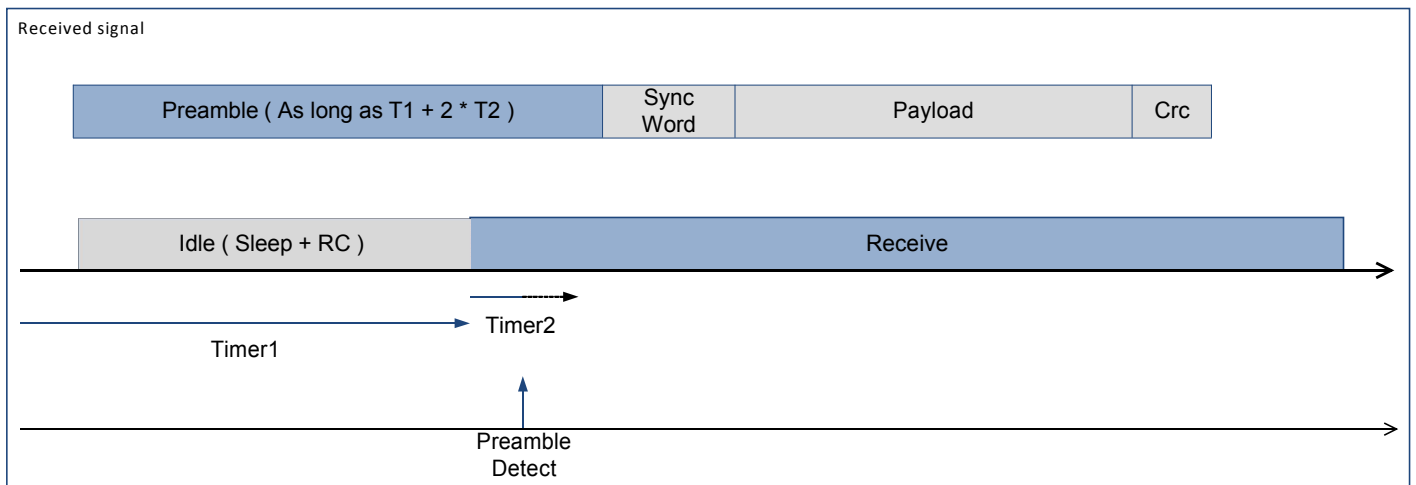 Received signal
Preamble ( As long as T1 + 2 * T2 )
Sync
Word
Payload
Crc
Idle ( Sleep + RC )
Receive
Timer2
Timer1
Preamble
Detect